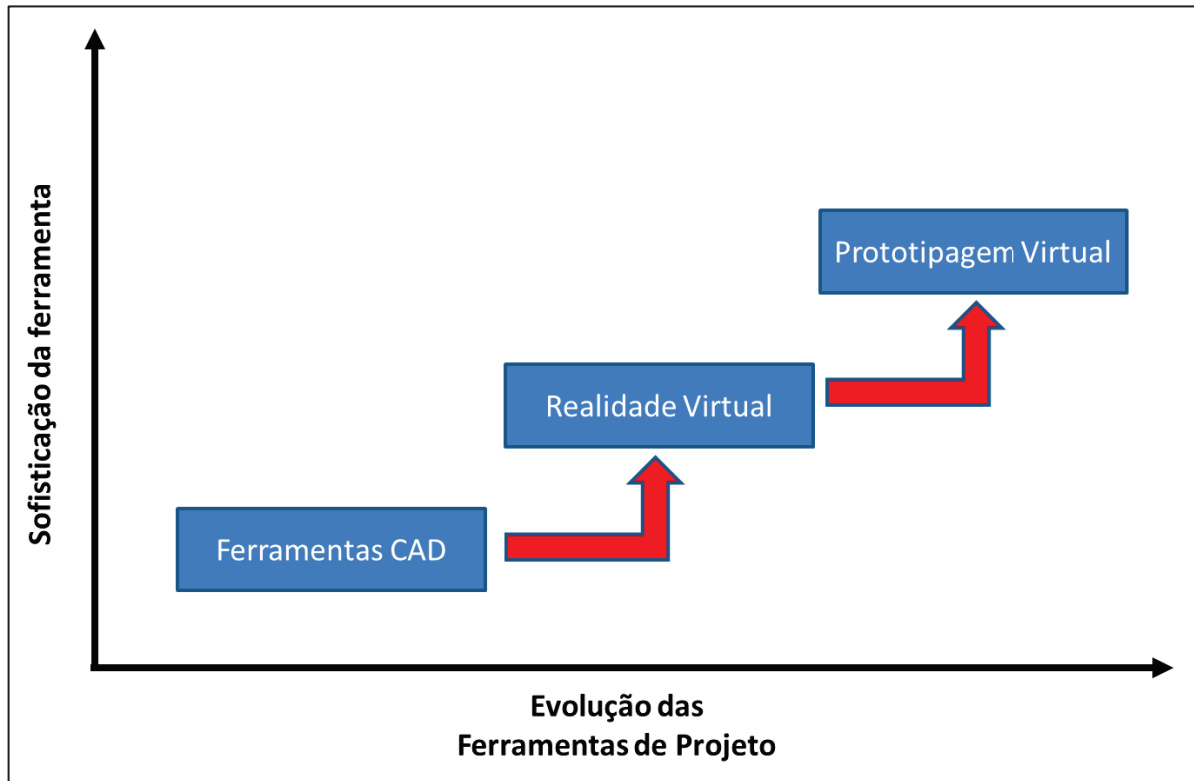 Sofisticação da ferramenta
Prototipagem Virtual
Realidade Virtual
Ferramentas CAD
Evolução das
Ferramentas de Projeto